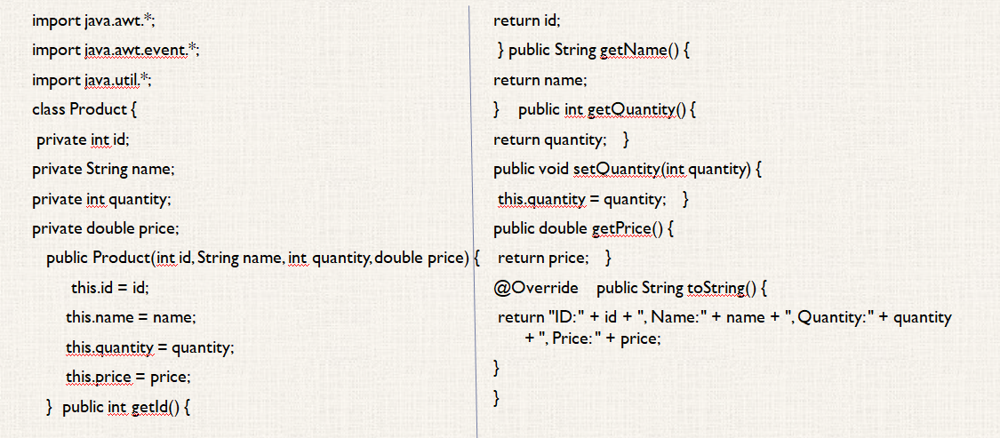 import java.awt.*;
import java.awt.event.*;
import java.util.*;
class Product {
private int id;
private String name;
private int quantity;
private double price;
public Product(int id, String name, int quantity, double price) {
this.id = id;
this.name = name;
this.quantity = quantity;
this.price = price;
} public int getId() {
return id;
} public String getName() {
return name;
} public int getQuantity() {
return quantity; }
public void setQuantity(int quantity) {
this.quantity = quantity; }
public double getPrice() {
return price; }
@Override public String toString() {
return "ID:" + id + ", Name:" + name + ", Quantity:" + quantity
+ ", Price:" + price;
}
}